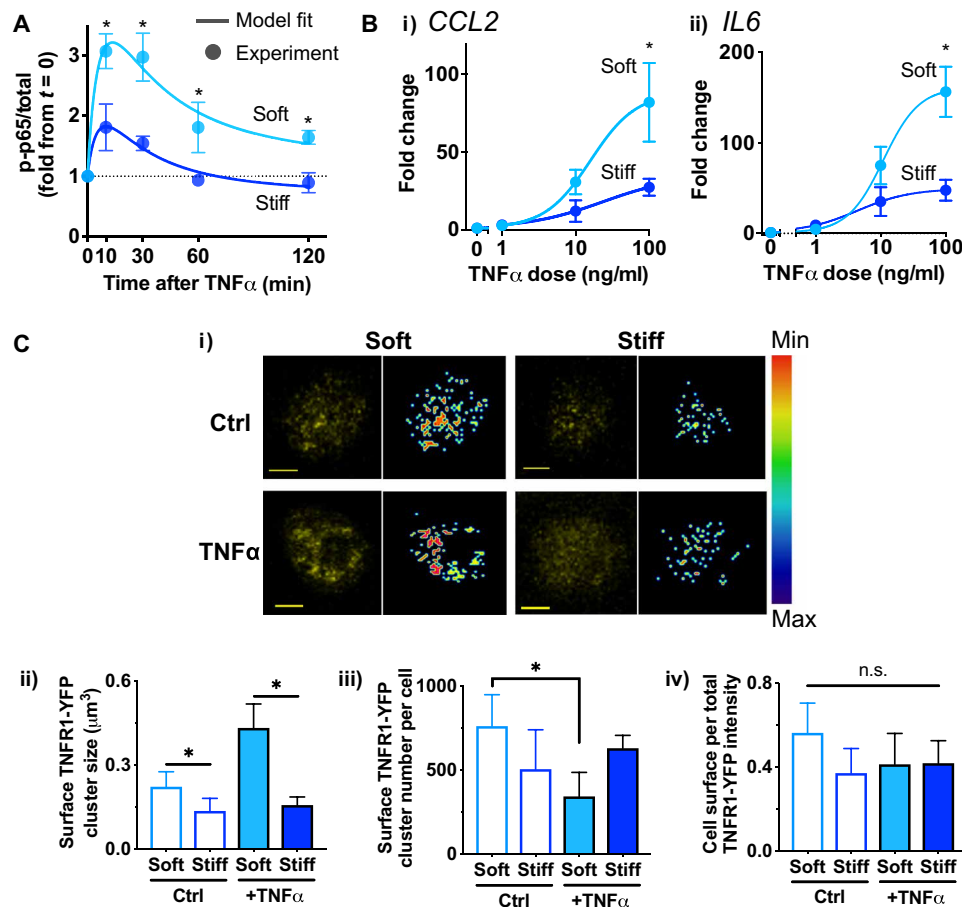 A
p-p65/total
(fold from t = 0)
3
2
1
0
* * * *
Model fit
Experiment
Soft
Stiff
0 10 30 60 120
Time after TNFα (min)
B i) CCL2
Fold change
100
50
0
*
Soft
Stiff
0 1 10 100
TNFα dose (ng/ml)
ii) IL6
Fold change
200
100
0
*
Soft
Stiff
0 1 10 100
TNFα dose (ng/ml)
C i)
Soft Stiff
Ctrl
TNFα
Min
Max
ii)
Surface TNFR1-YFP
cluster size (μm³)
0.6
0.3
0.0
* *
Soft Stiff Soft Stiff
Ctrl +TNFα
iii)
Surface TNFR1-YFP
cluster number per cell
1000
500
0
*
Soft Stiff Soft Stiff
Ctrl +TNFα
iv)
Cell surface per total
TNFR1-YFP intensity
0.8
0.4
0.0
n.s.
Soft Stiff Soft Stiff
Ctrl +TNFα